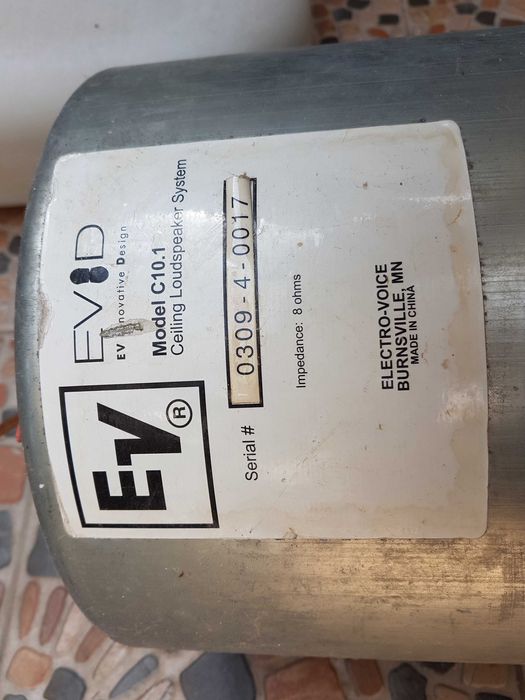 EV
®
EVID
EV nnovative Design
Model C10.1
Ceiling Loudspeaker System
Serial # 0309-4-0017
Impedance: 8 ohms
ELECTRO-VOICE
BURNSVILLE, MN
MADE IN CHINA